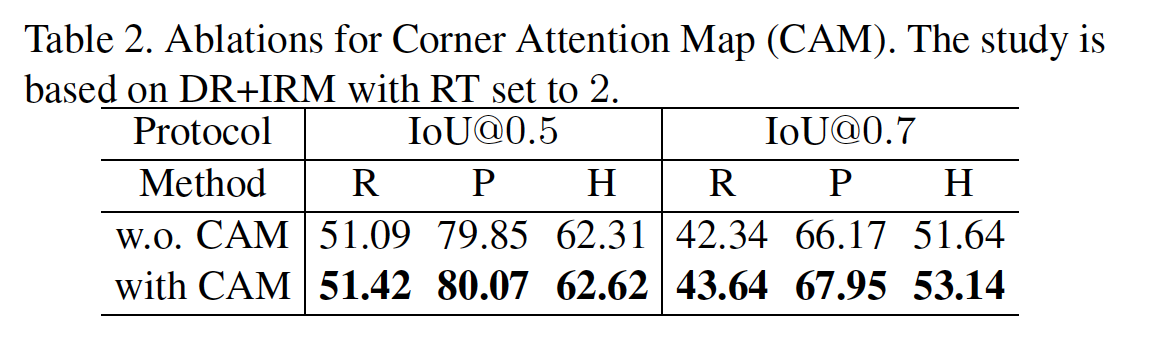 Table 2. Ablations for Corner Attention Map (CAM). The study is
based on DR+IRM with RT set to 2.
Protocol IoU@0.5 IoU@0.7
Method R P H R P H
w.o. CAM 51.09 79.85 62.31 42.34 66.17 51.64
with CAM 51.42 80.07 62.62 43.64 67.95 53.14